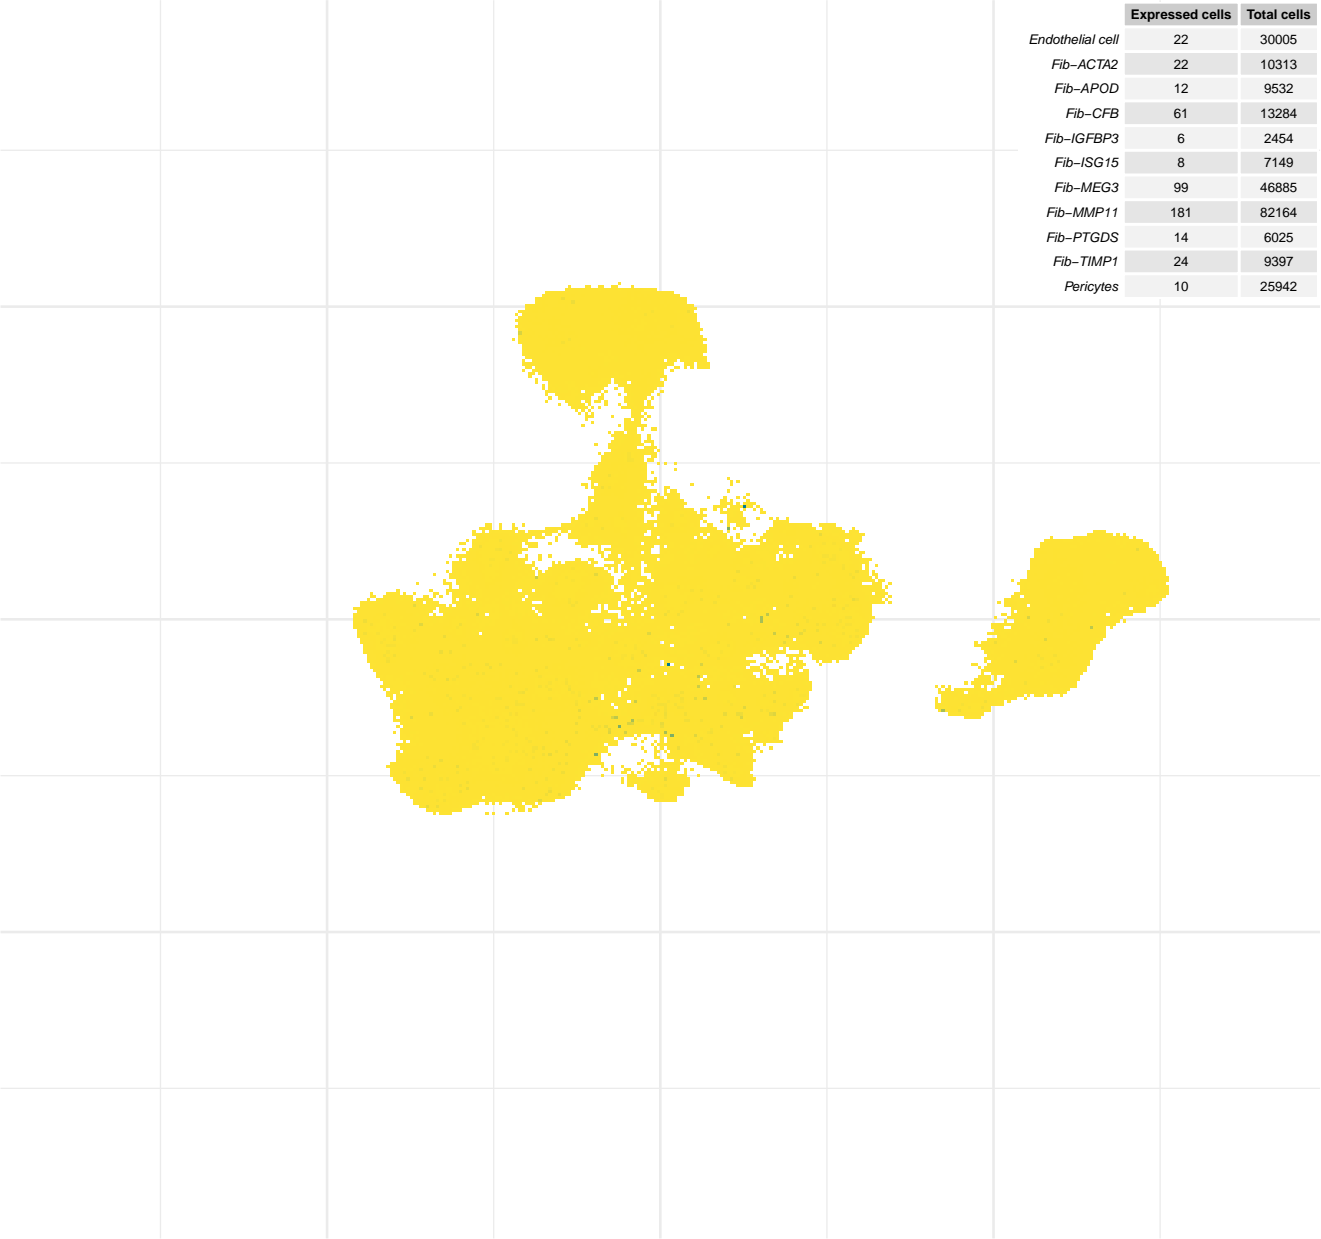 Expressed cells Total cells
Endothelial cell 22 30005
Fib−ACTA2 22 10313
Fib−APOD 12 9532
Fib−CFB 61 13284
Fib−IGFBP3 6 2454
Fib−ISG15 8 7149
Fib−MEG3 99 46885
Fib−MMP11 181 82164
Fib−PTGDS 14 6025
Fib−TIMP1 24 9397
Pericytes 10 25942